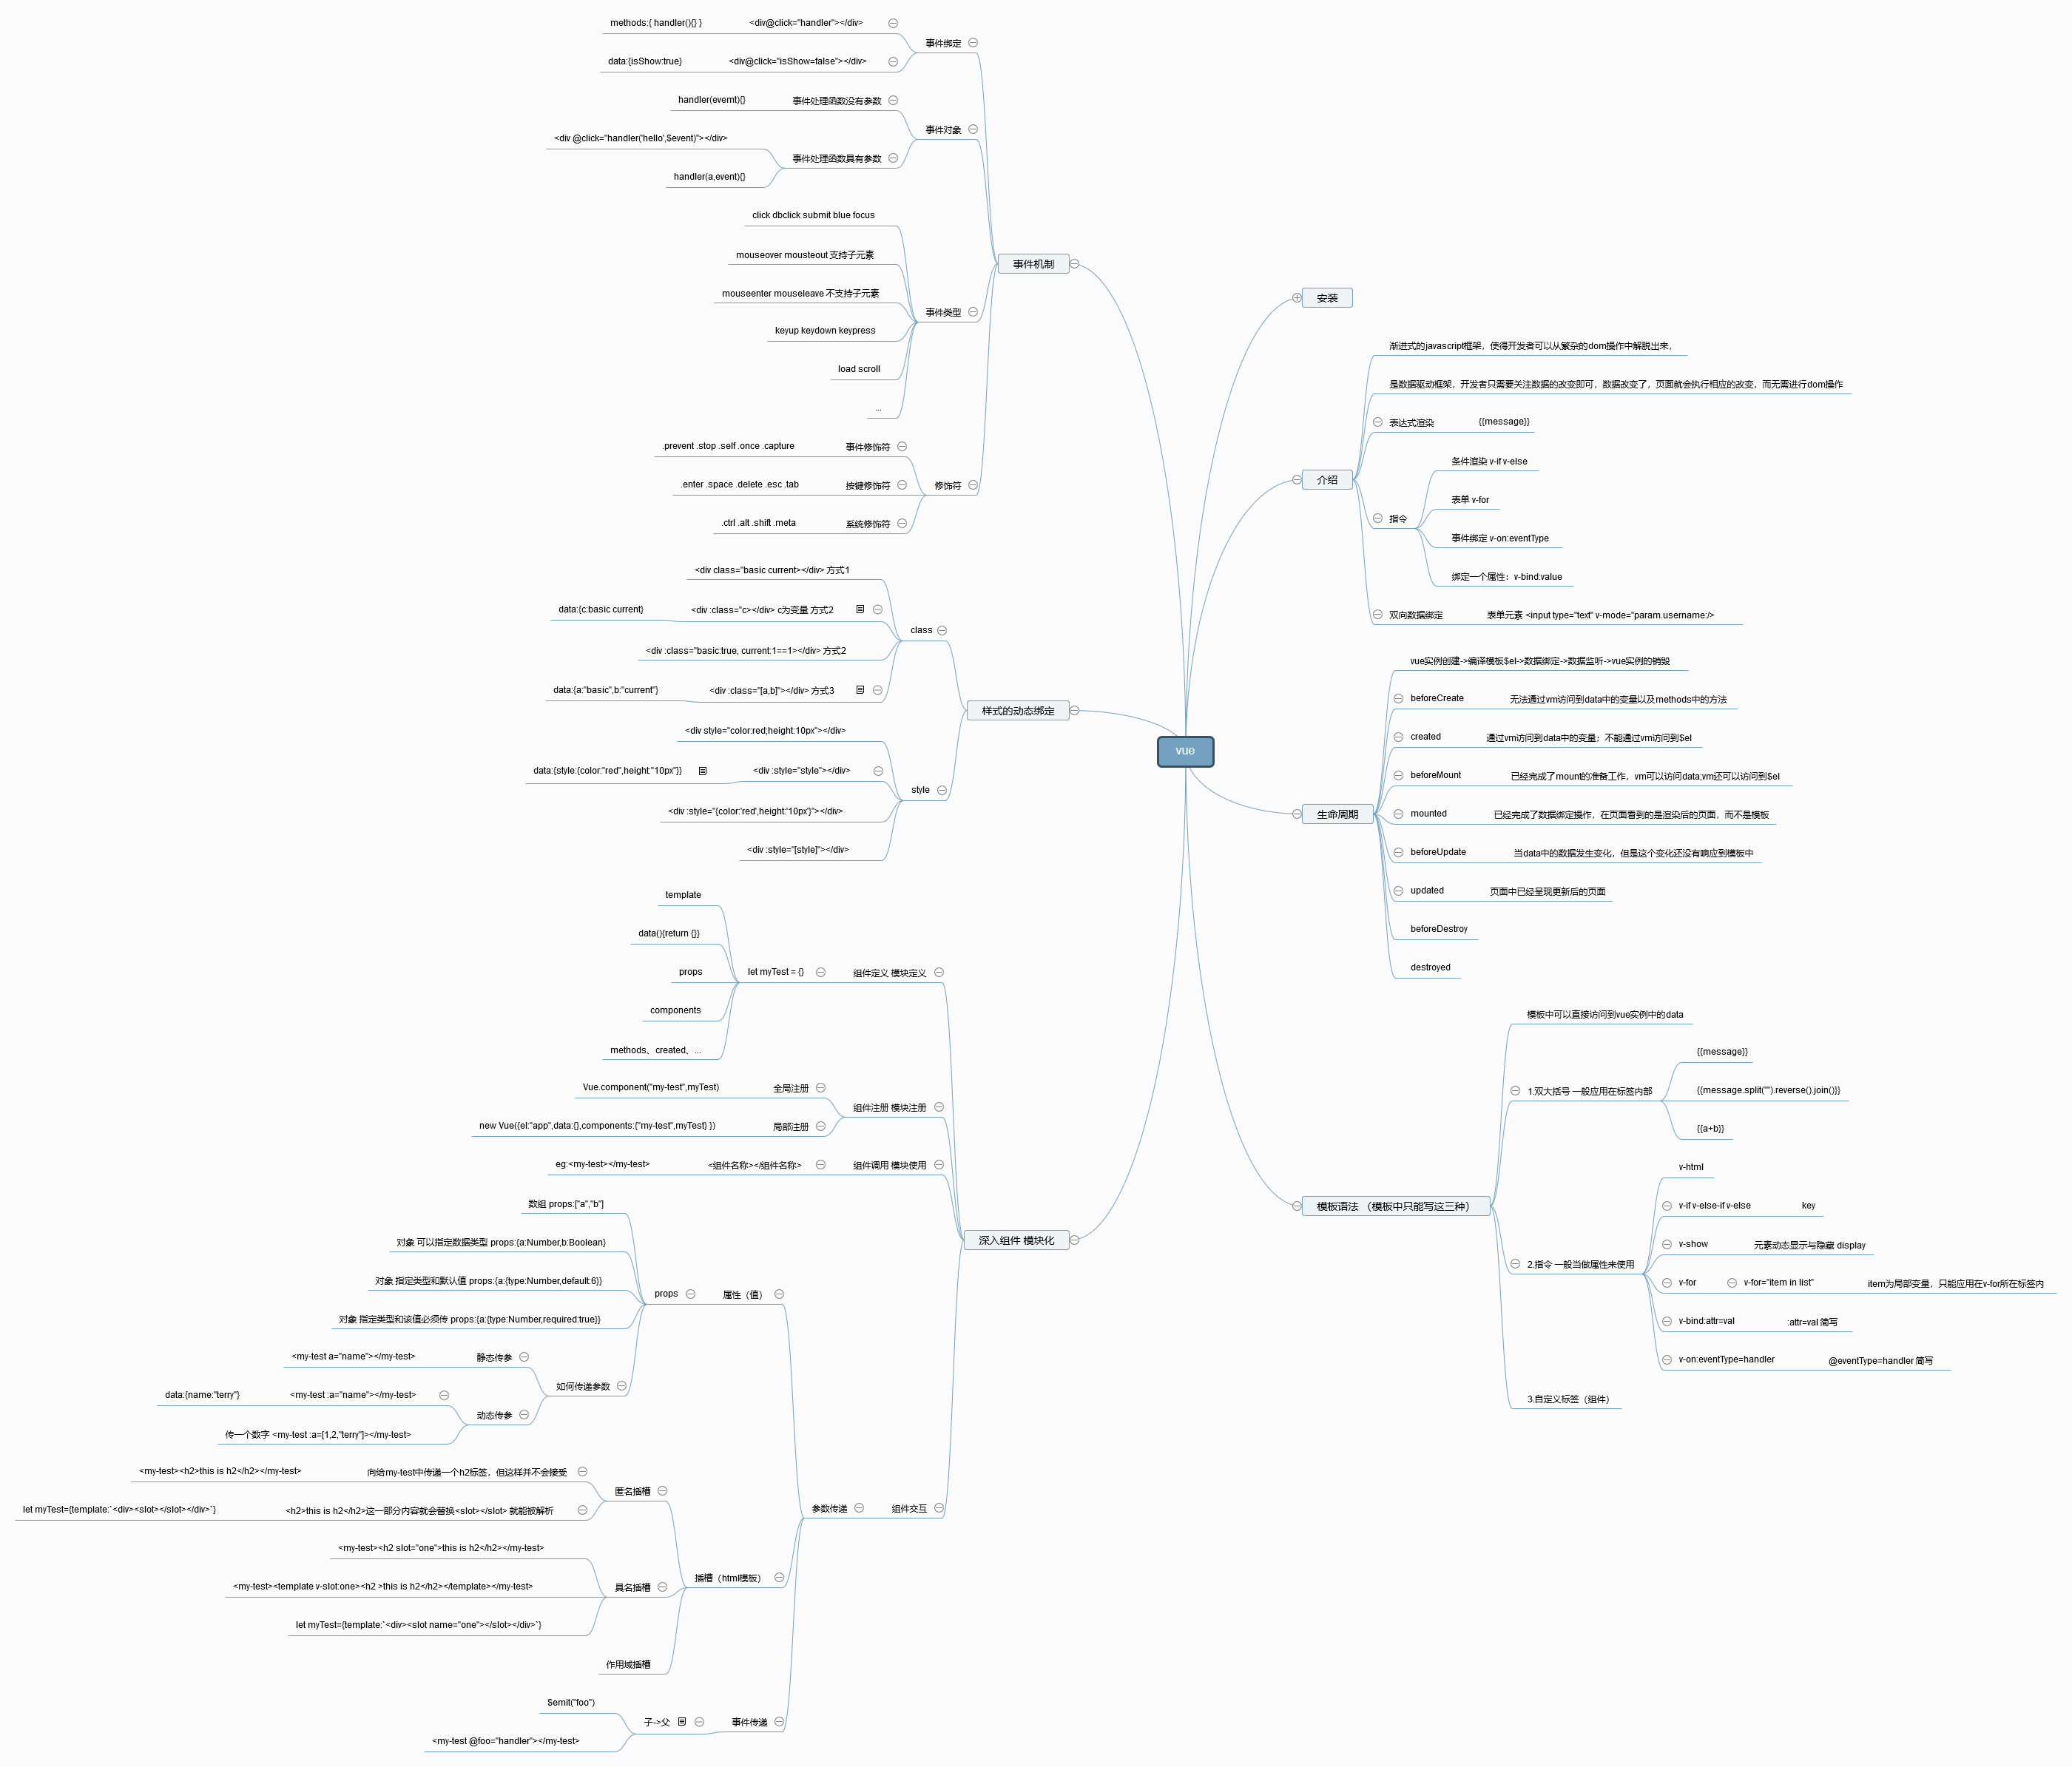 vue
安装
介绍
渐进式的javascript框架，使得开发者可以从繁杂的dom操作中解脱出来，
是数据驱动框架，开发者只需要关注数据的改变即可，数据改变了，页面就会执行相应的改变，而无需进行dom操作
表达式渲染
{{message}}
指令
条件渲染 v-if v-else
表单 v-for
事件绑定 v-on:eventType
绑定一个属性：v-bind:value
双向数据绑定
表单元素 <input type="text" v-mode="param.username:/>
生命周期
vue实例创建->编译模板$el->数据绑定->数据监听->vue实例的销毁
beforeCreate
无法通过vm访问到data中的变量以及methods中的方法
created
通过vm访问到data中的变量；不能通过vm访问到$el
beforeMount
已经完成了mount的准备工作，vm可以访问data;vm还可以访问到$el
mounted
已经完成了数据绑定操作，在页面看到的是渲染后的页面，而不是模板
beforeUpdate
当data中的数据发生变化，但是这个变化还没有响应到模板中
updated
页面中已经呈现更新后的页面
beforeDestroy
destroyed
模板语法 （模板中只能写这三种）
模板中可以直接访问到vue实例中的data
1.双大括号 一般应用在标签内部
{{message}}
{{message.split("").reverse().join()}}
{{a+b}}
2.指令 一般当做属性来使用
v-html
v-if v-else-if v-else
key
v-show
元素动态显示与隐藏 display
v-for
v-for="item in list"
item为局部变量，只能应用在v-for所在标签内
v-bind:attr=val
:attr=val 简写
v-on:eventType=handler
@eventType=handler 简写
3.自定义标签（组件）
事件机制
事件绑定
<div@click="handler"></div>
methods:{ handler(){} }
<div@click="isShow=false"></div>
data:{isShow:true}
事件对象
事件处理函数没有参数
handler(evemt){}
事件处理函数具有参数
<div @click="handler('hello',$event)"></div>
handler(a,event){}
事件类型
click dbclick submit blue focus
mouseover mousteout 支持子元素
mouseenter mouseleave 不支持子元素
keyup keydown keypress
load scroll
...
修饰符
事件修饰符
.prevent .stop .self .once .capture
按键修饰符
.enter .space .delete .esc .tab
系统修饰符
.ctrl .alt .shift .meta
样式的动态绑定
class
<div class="basic current></div> 方式1
<div :class="c></div> c为变量 方式2
data:{c:basic current}
<div :class="basic:true, current:1==1></div> 方式2
<div :class="[a,b]"></div> 方式3
data:{a:"basic",b:"current"}
style
<div style="color:red;height:10px"></div>
<div :style="style"></div>
data:{style:{color:"red",height:"10px"}}
<div :style="{color:'red',height:'10px'}"></div>
<div :style="[style]"></div>
深入组件 模块化
组件定义 模块定义
let myTest = {}
template
data(){return {}}
props
components
methods、created、...
组件注册 模块注册
全局注册
Vue.component("my-test",myTest)
局部注册
new Vue({el:"app",data:{},components:{"my-test",myTest} })
组件调用 模块使用
<组件名称></组件名称>
eg:<my-test></my-test>
组件交互
参数传递
属性（值）
props
数组 props:["a","b"]
对象 可以指定数据类型 props:{a:Number,b:Boolean}
对象 指定类型和默认值 props:{a:{type:Number,default:6}}
对象 指定类型和该值必须传 props:{a:{type:Number,required:true}}
如何传递参数
静态传参
<my-test a="name"></my-test>
动态传参
<my-test :a="name"></my-test>
data:{name:"terry"}
传一个数字 <my-test :a=[1,2,"terry"]></my-test>
插槽（html模板）
匿名插槽
向给my-test中传递一个h2标签，但这样并不会接受
<my-test><h2>this is h2</h2></my-test>
<h2>this is h2</h2>这一部分内容就会替换<slot></slot> 就能被解析
let myTest={template:`<div><slot></slot></div>`}
具名插槽
<my-test><h2 slot="one">this is h2</h2></my-test>
<my-test><template v-slot:one><h2 >this is h2</h2></template></my-test>
let myTest={template:`<div><slot name="one"></slot></div>`}
作用域插槽
事件传递
子->父
$emit("foo")
<my-test @foo="handler"></my-test>